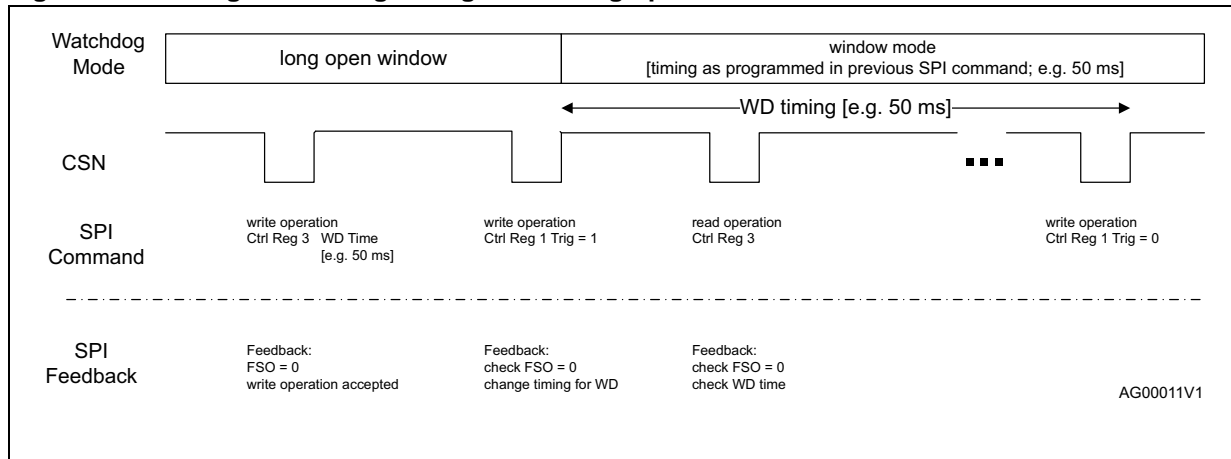 Watchdog
Mode
long open window
window mode
[timing as programmed in previous SPI command; e.g. 50 ms]
WD timing [e.g. 50 ms]
CSN
SPI
Command
write operation
Ctrl Reg 3 WD Time
[e.g. 50 ms]
write operation
Ctrl Reg 1 Trig = 1
read operation
Ctrl Reg 3
write operation
Ctrl Reg 1 Trig = 0
SPI
Feedback
Feedback:
FSO = 0
write operation accepted
Feedback:
check FSO = 0
change timing for WD
Feedback:
check FSO = 0
check WD time
AG00011V1